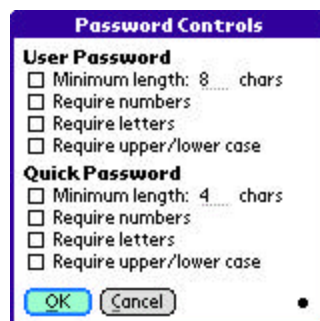 Password Controls
User Password
Minimum length: 8 chars
Require numbers
Require letters
Require upper/lower case
Quick Password
Minimum length: 4 chars
Require numbers
Require letters
Require upper/lower case
OK Cancel